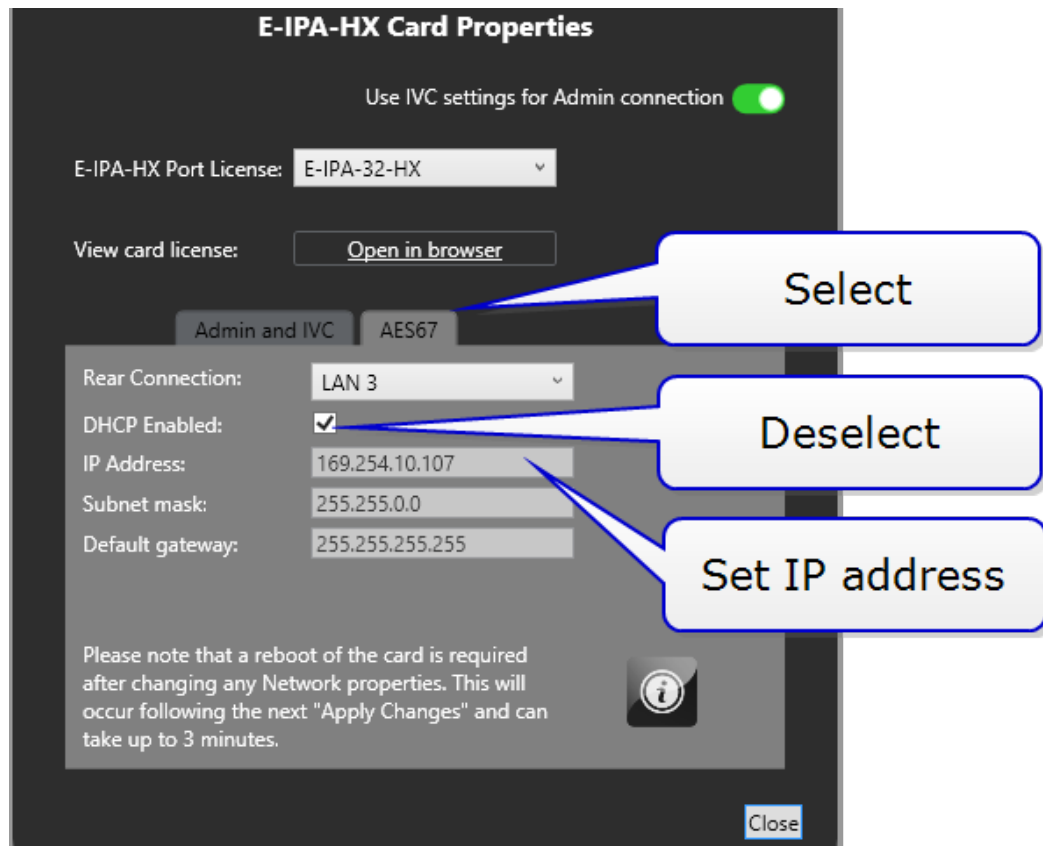 E-IPA-HX Card Properties
Use IVC settings for Admin connection
E-IPA-HX Port License: E-IPA-32-HX
View card license: Open in browser
Select
Admin and IVC AES67
Rear Connection: LAN 3
DHCP Enabled:
Deselect
IP Address: 169.254.10.107
Subnet mask: 255.255.0.0
Default gateway: 255.255.255.255
Set IP address
Please note that a reboot of the card is required
after changing any Network properties. This will
occur following the next "Apply Changes" and can
take up to 3 minutes.
Close